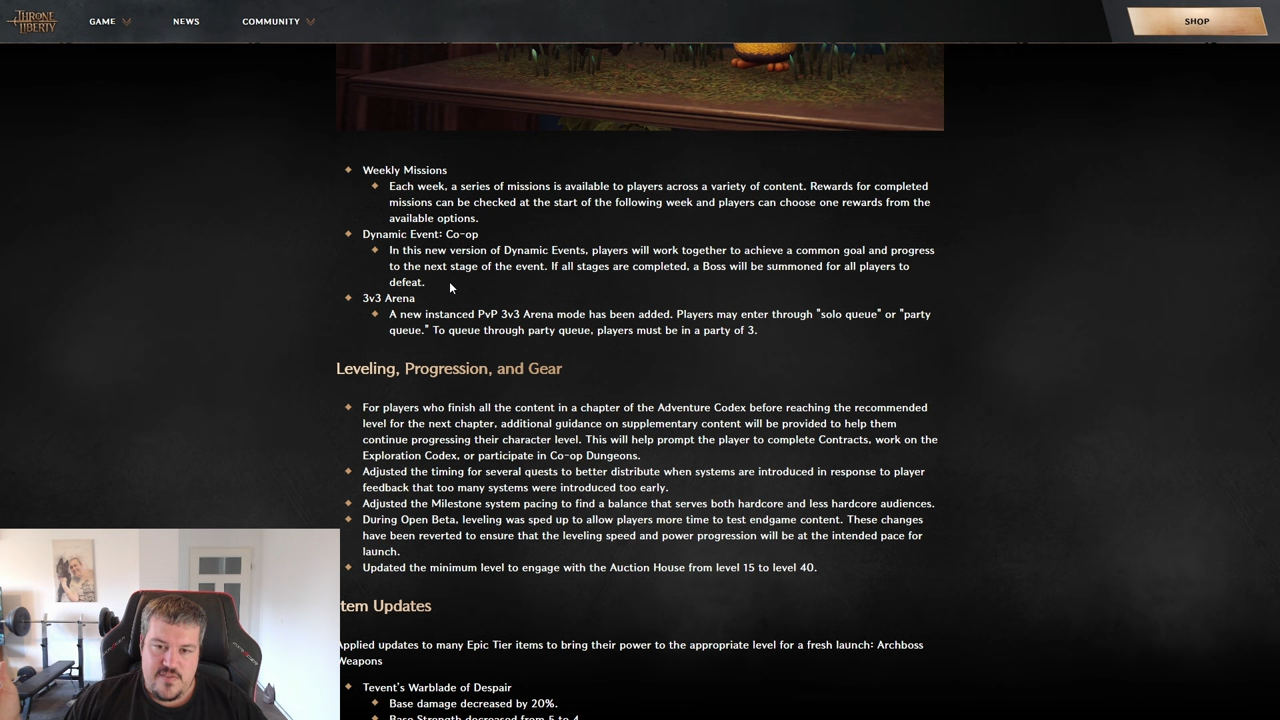 THRONE
LIBERTY
GAME
NEWS
COMMUNITY
SHOP
Weekly Missions
Each week, a series of missions is available to players across a variety of content. Rewards for completed
missions can be checked at the start of the following week and players can choose one rewards from the
available options.
Dynamic Event: Co-op
In this new version of Dynamic Events, players will work together to achieve a common goal and progress
to the next stage of the event. If all stages are completed, a Boss will be summoned for all players to
defeat.
3v3 Arena
A new instanced PvP 3v3 Arena mode has been added. Players may enter through "solo queue" or "party
queue." To queue through party queue, players must be in a party of 3.
Leveling, Progression, and Gear
For players who finish all the content in a chapter of the Adventure Codex before reaching the recommended
level for the next chapter, additional guidance on supplementary content will be provided to help them
continue progressing their character level. This will help prompt the player to complete Contracts, work on the
Exploration Codex, or participate in Co-op Dungeons.
Adjusted the timing for several quests to better distribute when systems are introduced in response to player
feedback that too many systems were introduced too early.
Adjusted the Milestone system pacing to find a balance that serves both hardcore and less hardcore audiences.
During Open Beta, leveling was sped up to allow players more time to test endgame content. These changes
have been reverted to ensure that the leveling speed and power progression will be at the intended pace for
launch.
Updated the minimum level to engage with the Auction House from level 15 to level 40.
tem Updates
Applied updates to many Epic Tier items to bring their power to the appropriate level for a fresh launch: Archboss
Weapons
Tevent's Warblade of Despair
Base damage decreased by 20%.
Base Strength decreased from 5 to 4